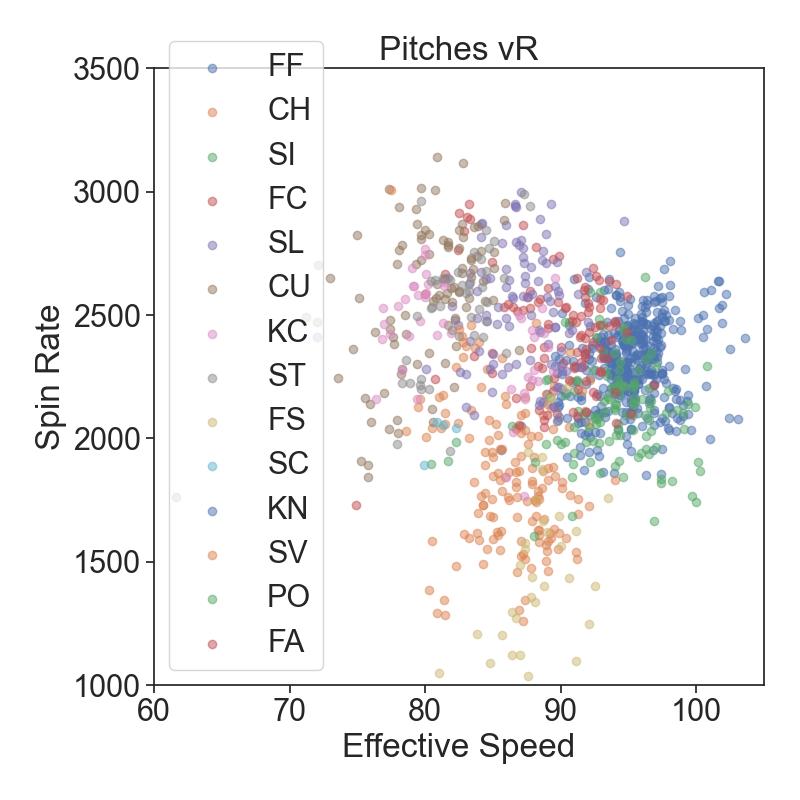 Pitches vR
3500
3000
2500
2000
1500
1000
Spin Rate
FF
CH
SI
FC
SL
CU
KC
ST
FS
SC
KN
SV
PO
FA
60
70
80
90
100
Effective Speed